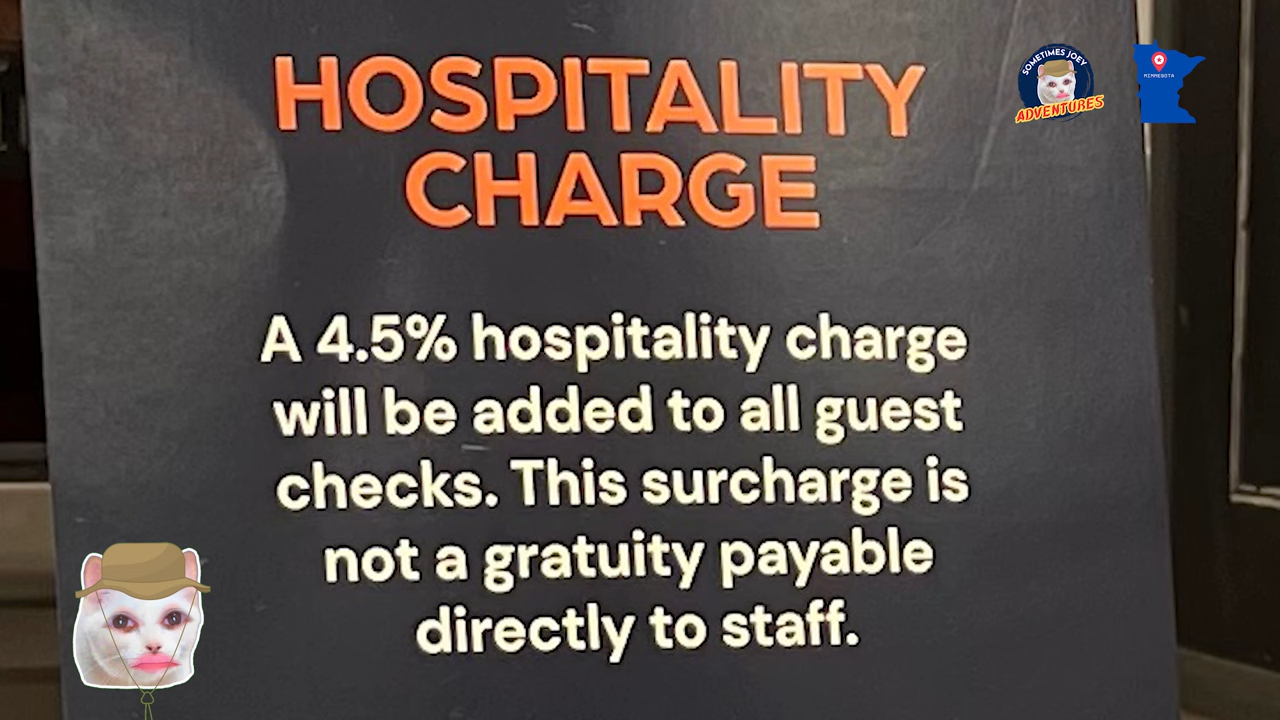 HOSPITALITY
CHARGE
A 4.5% hospitality charge
will be added to all guest
checks. This surcharge is
not a gratuity payable
directly to staff.
SOMETIMES JOEY
ADVENTURES
MINNESOTA